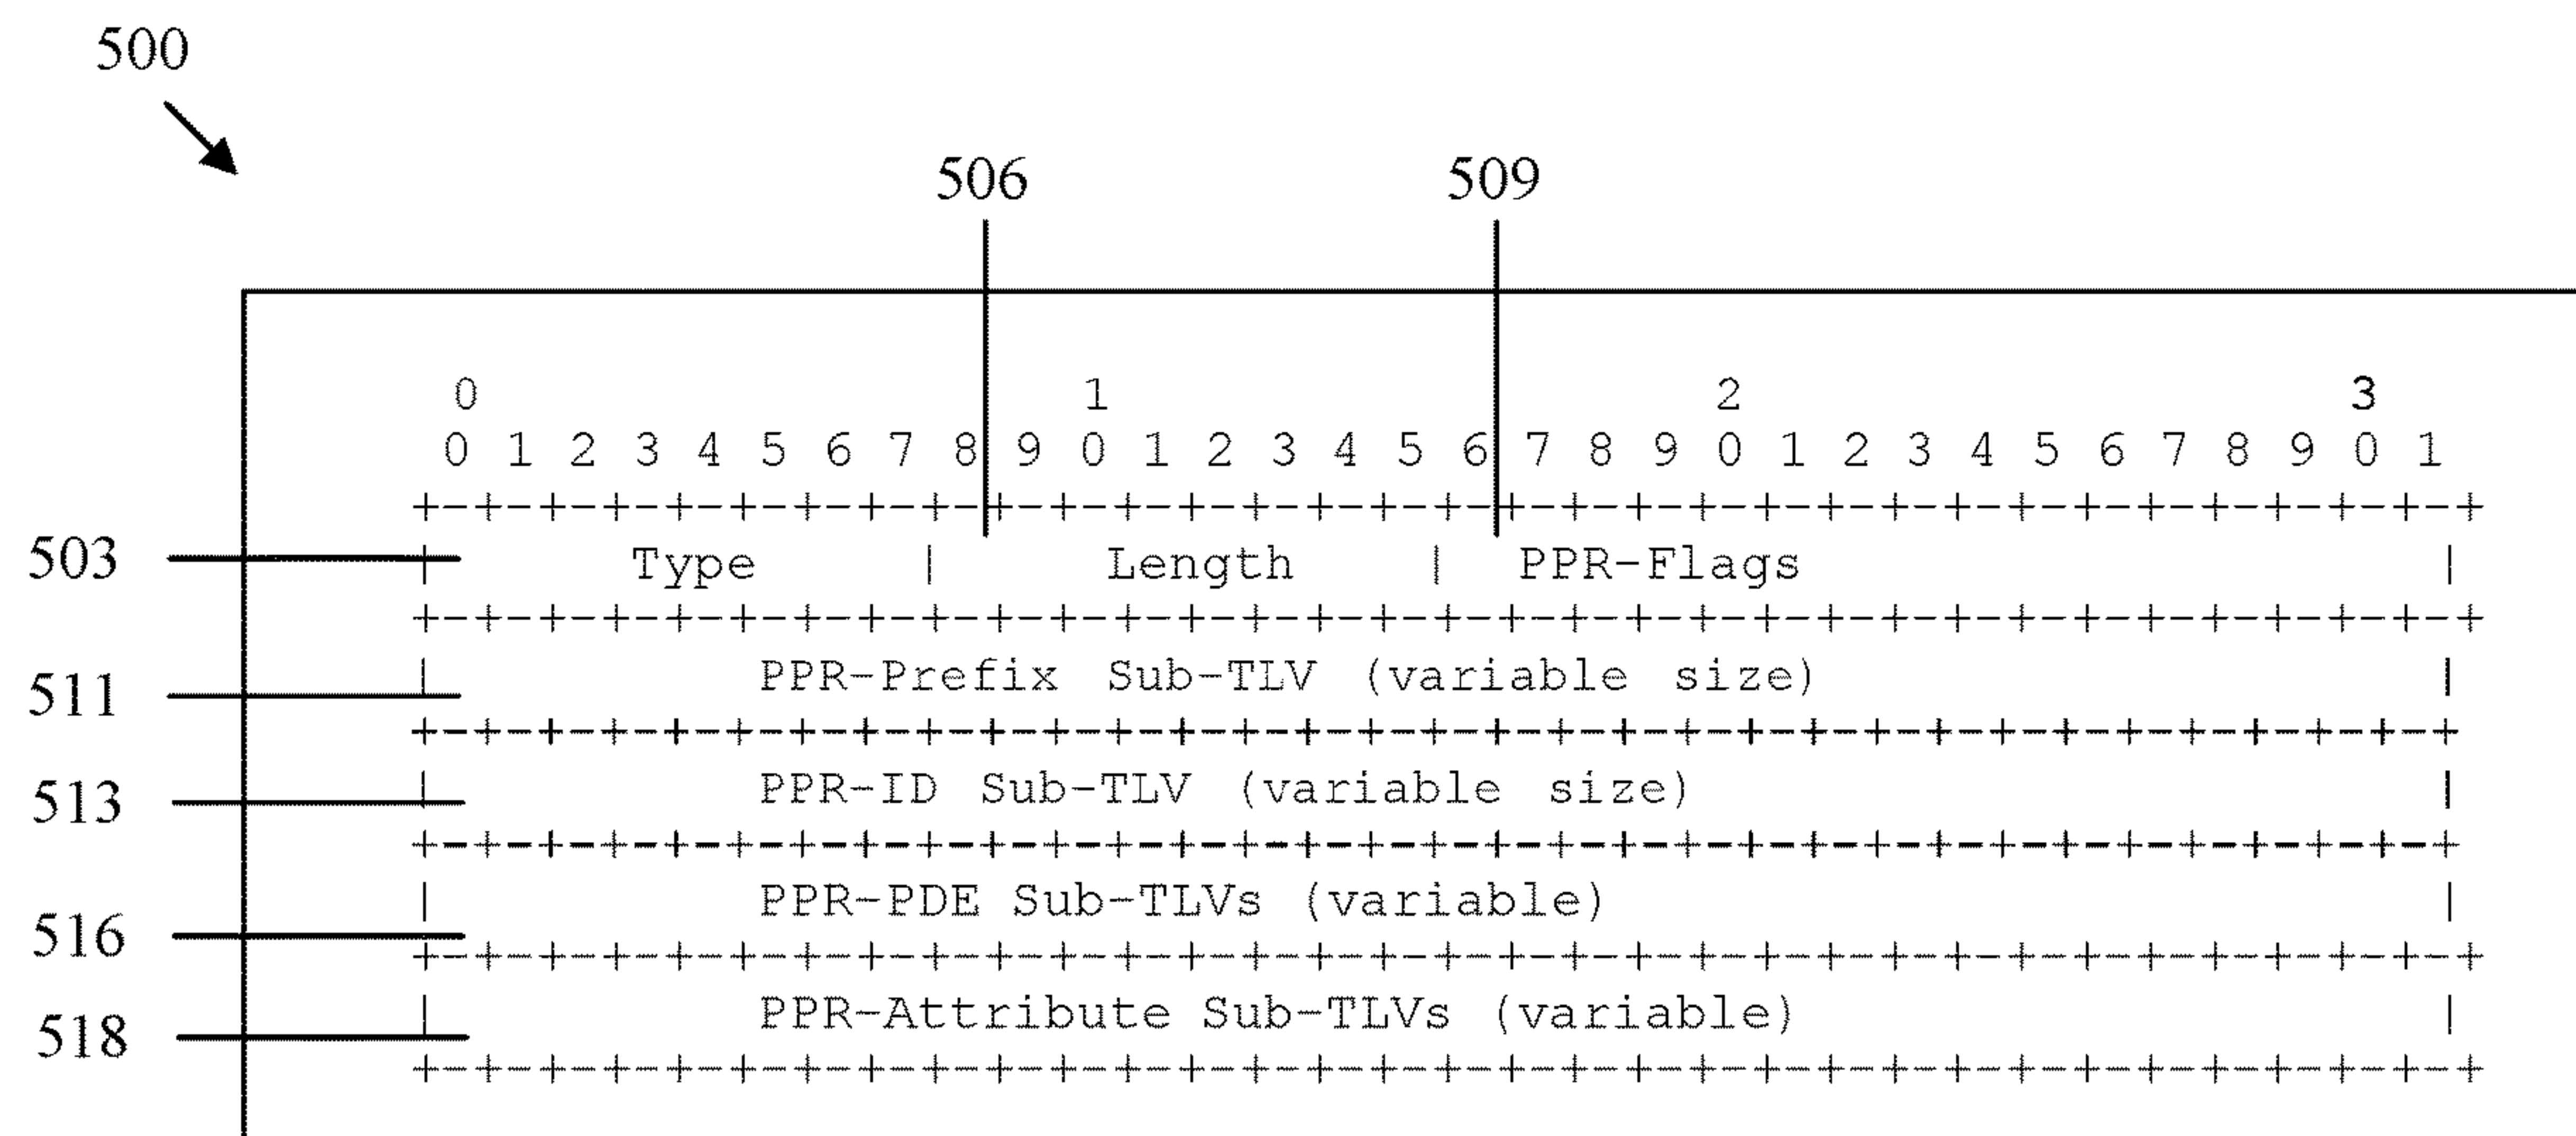 500
506 509
0 1 2 3
0 1 2 3 4 5 6 7 8 9 0 1 2 3 4 5 6 7 8 9 0 1 2 3 4 5 6 7 8 9 0 1
+-+-+-+-+-+-+-+-+-+-+-+-+-+-+-+-+-+-+-+-+-+-+-+-+-+-+-+-+-+-+-+-+
503 | Type | Length | PPR-Flags |
+-+-+-+-+-+-+-+-+-+-+-+-+-+-+-+-+-+-+-+-+-+-+-+-+-+-+-+-+-+-+-+-+
511 | PPR-Prefix Sub-TLV (variable size) |
+-+-+-+-+-+-+-+-+-+-+-+-+-+-+-+-+-+-+-+-+-+-+-+-+-+-+-+-+-+-+-+-+
513 | PPR-ID Sub-TLV (variable size) |
+-+-+-+-+-+-+-+-+-+-+-+-+-+-+-+-+-+-+-+-+-+-+-+-+-+-+-+-+-+-+-+-+
516 | PPR-PDE Sub-TLVs (variable) |
+-+-+-+-+-+-+-+-+-+-+-+-+-+-+-+-+-+-+-+-+-+-+-+-+-+-+-+-+-+-+-+-+
518 | PPR-Attribute Sub-TLVs (variable) |
+-+-+-+-+-+-+-+-+-+-+-+-+-+-+-+-+-+-+-+-+-+-+-+-+-+-+-+-+-+-+-+-+